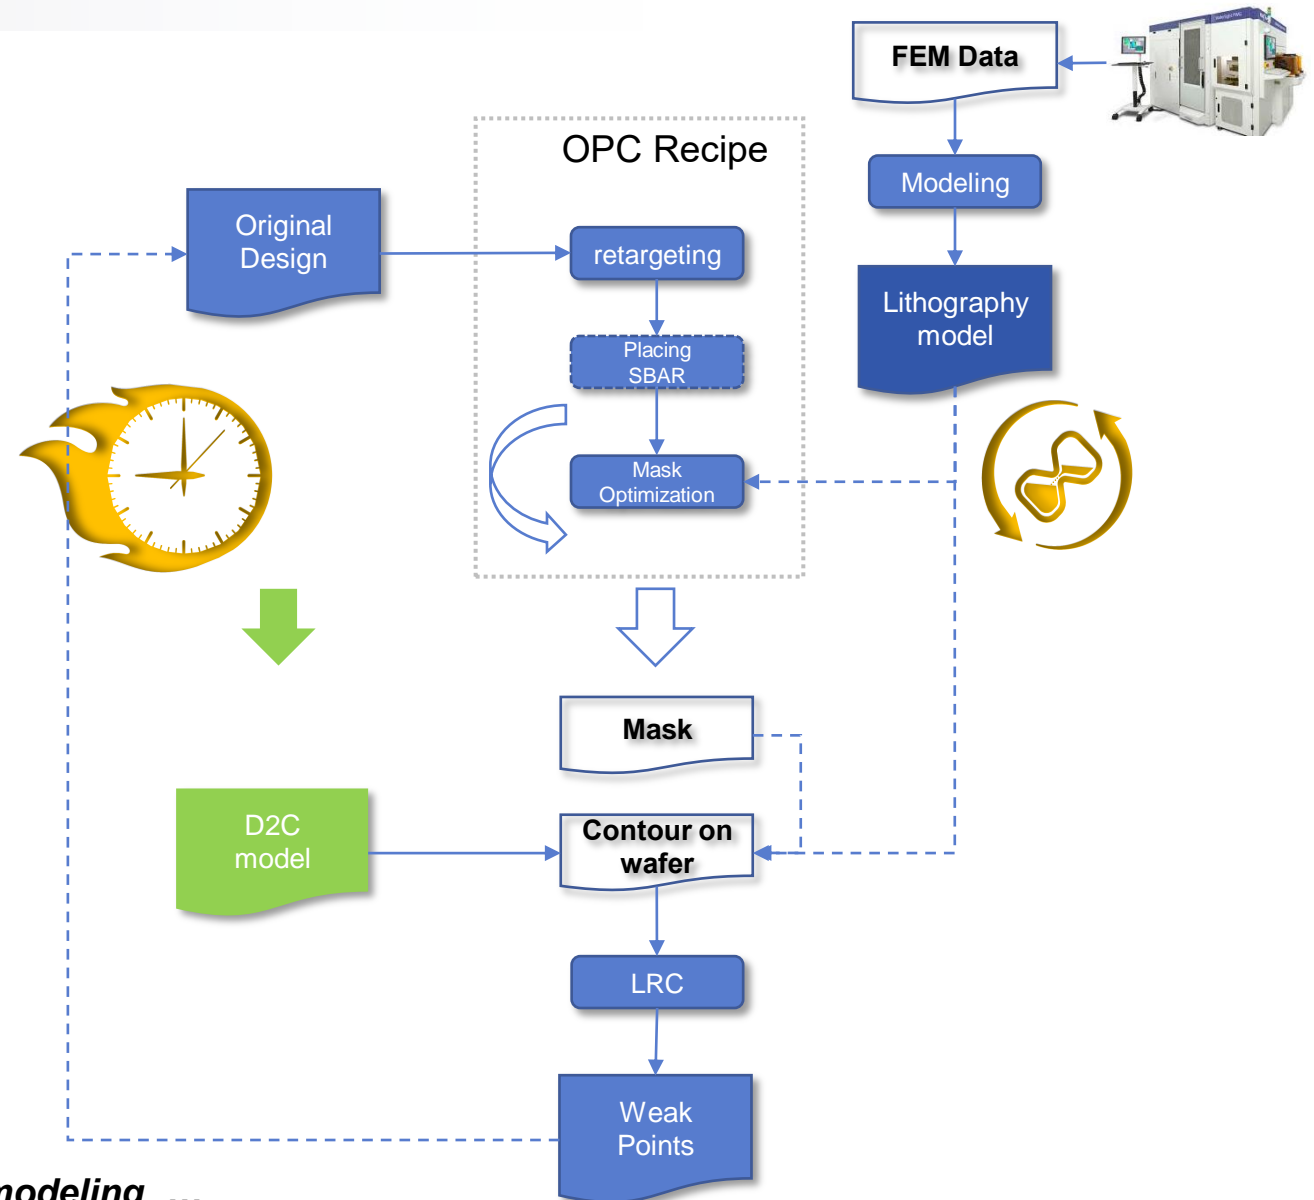 FEM Data
OPC Recipe
Modeling
Original
Design
retargeting
Lithography
model
Placing
SBAR
Mask
Optimization
Mask
D2C
model
Contour on
wafer
LRC
Weak
Points
modeling